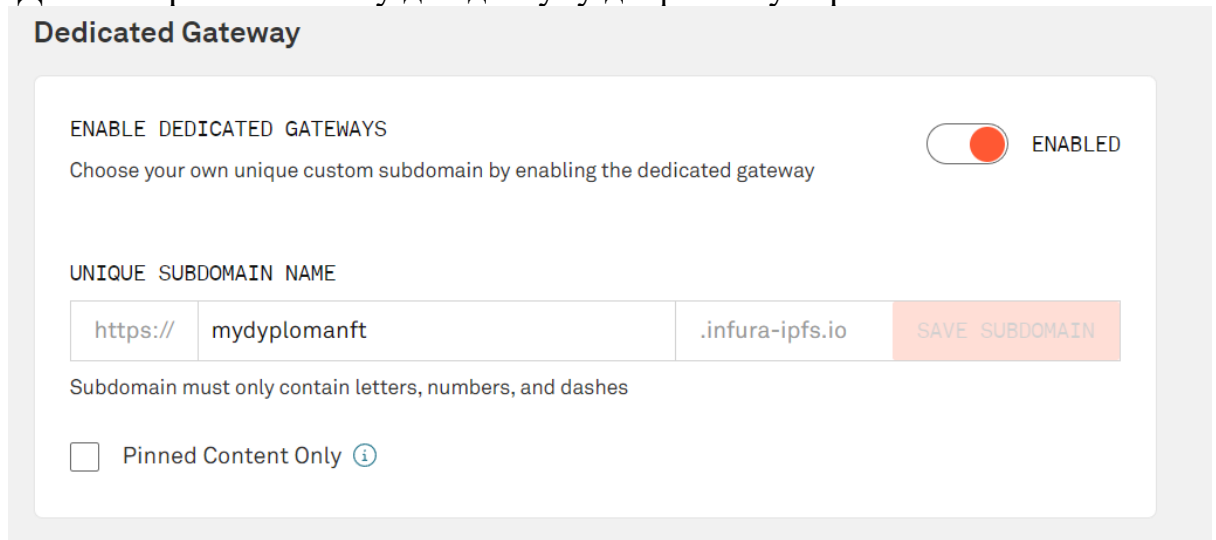 Dedicated Gateway
ENABLE DEDICATED GATEWAYS
ENABLED
Choose your own unique custom subdomain by enabling the dedicated gateway
UNIQUE SUBDOMAIN NAME
https:// mydyplomanft .infura-ipfs.io SAVE SUBDOMAIN
Subdomain must only contain letters, numbers, and dashes
Pinned Content Only